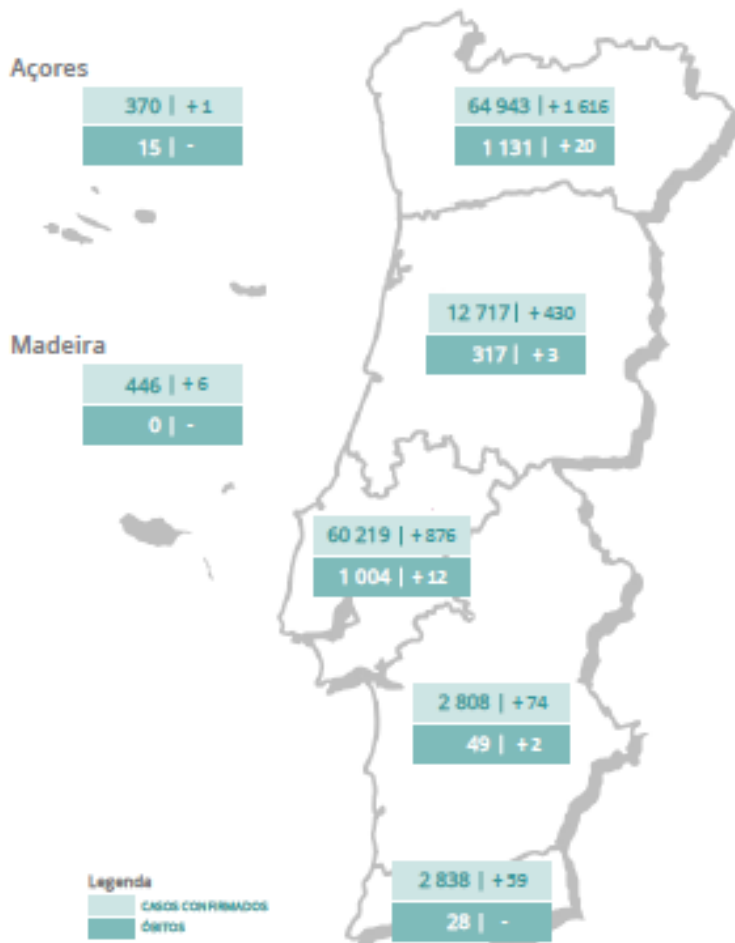 Açores
370 | + 1
15 | -
64 943 | + 1 616
1 131 | + 20
12 717 | + 430
317 | + 3
Madeira
446 | + 6
0 | -
60 219 | + 876
1 004 | + 12
2 808 | + 74
49 | + 2
2 838 | + 59
28 | -
Legenda
CASOS CONFIRMADOS
ÓBITOS